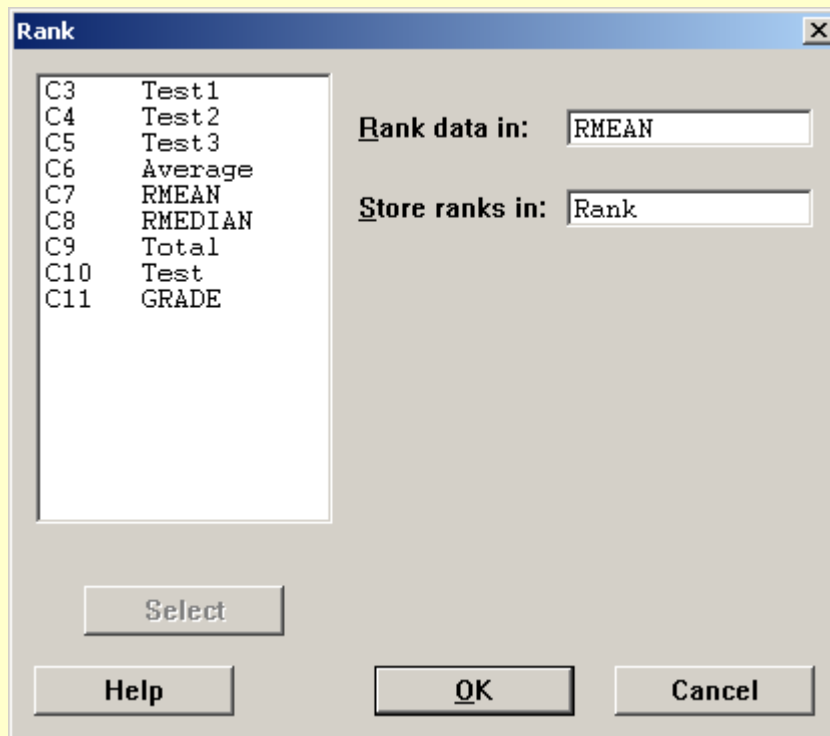 Rank
C3 Test1
C4 Test2
C5 Test3
C6 Average
C7 RMEAN
C8 RMEDIAN
C9 Total
C10 Test
C11 GRADE
Rank data in: RMEAN
Store ranks in: Rank
Select
Help OK Cancel